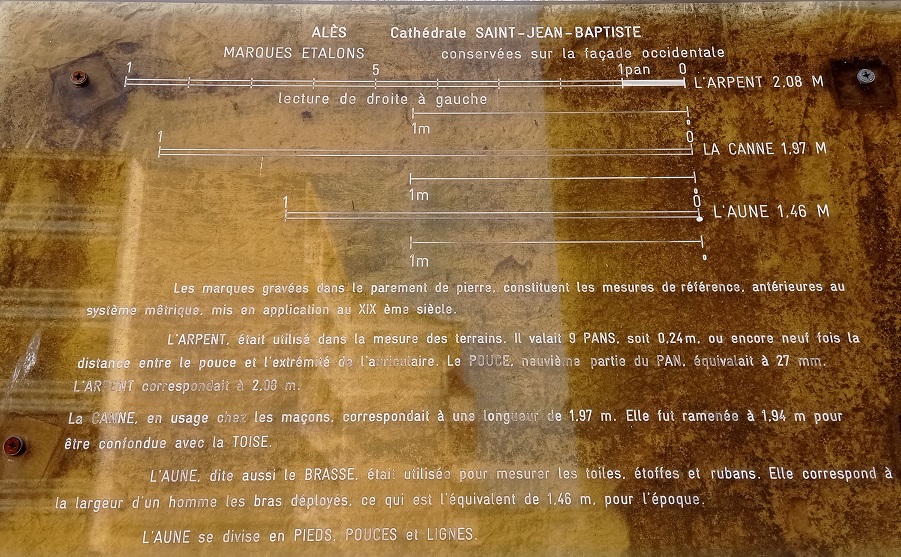 ALÈS Cathédrale SAINT-JEAN-BAPTISTE
MARQUES ETALONS conservées sur la façade occidentale
1 5 1pan 0
L'ARPENT 2,08 M
lecture de droite à gauche
1m 0
1 0
LA CANNE 1,97 M
1m 0
1 0
L'AUNE 1,46 M
1m 0
Les marques gravées dans le parement de pierre, constituent les mesures de référence, antérieures au
système mêtrique, mis en application au XIX ème siècle.
L'ARPENT, était utilisé dans la mesure des terrains. Il valait 9 PANS, soit 0,24m, ou encore neuf fois la
distance entre le pouce et l'extrémité de l'auriculaire. Le POUCE, neuvième partie du PAN, équivalait à 27 mm.
L'ARPENT correspondait à 2,08 m.
La CANNE, en usage chez les maçons, correspondait à une longueur de 1.97 m. Elle fut ramenée à 1,94 m pour
être confondue avec la TOISE.
L'AUNE, dite aussi le BRASSE, était utilisée pour mesurer les toiles, étoffes et rubans. Elle correspond à
la largeur d'un homme les bras déployés, ce qui est l'équivalent de 1,46 m, pour l'époque.
L'AUNE se divise en PIEDS, POUCES et LIGNES.